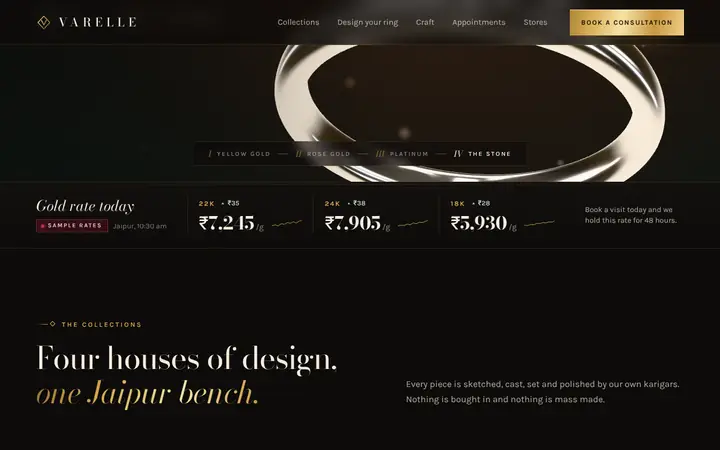 VARELLE
Collections
Design your ring
Craft
Appointments
Stores
BOOK A CONSULTATION
I YELLOW GOLD
II ROSE GOLD
III PLATINUM
IV THE STONE
Gold rate today
SAMPLE RATES
Jaipur, 10:30 am
22K • ₹35
₹7,245/g
24K • ₹38
₹7,905/g
18K • ₹28
₹5,930/g
Book a visit today and we
hold this rate for 48 hours.
THE COLLECTIONS
Four houses of design,
one Jaipur bench.
Every piece is sketched, cast, set and polished by our own karigars.
Nothing is bought in and nothing is mass made.